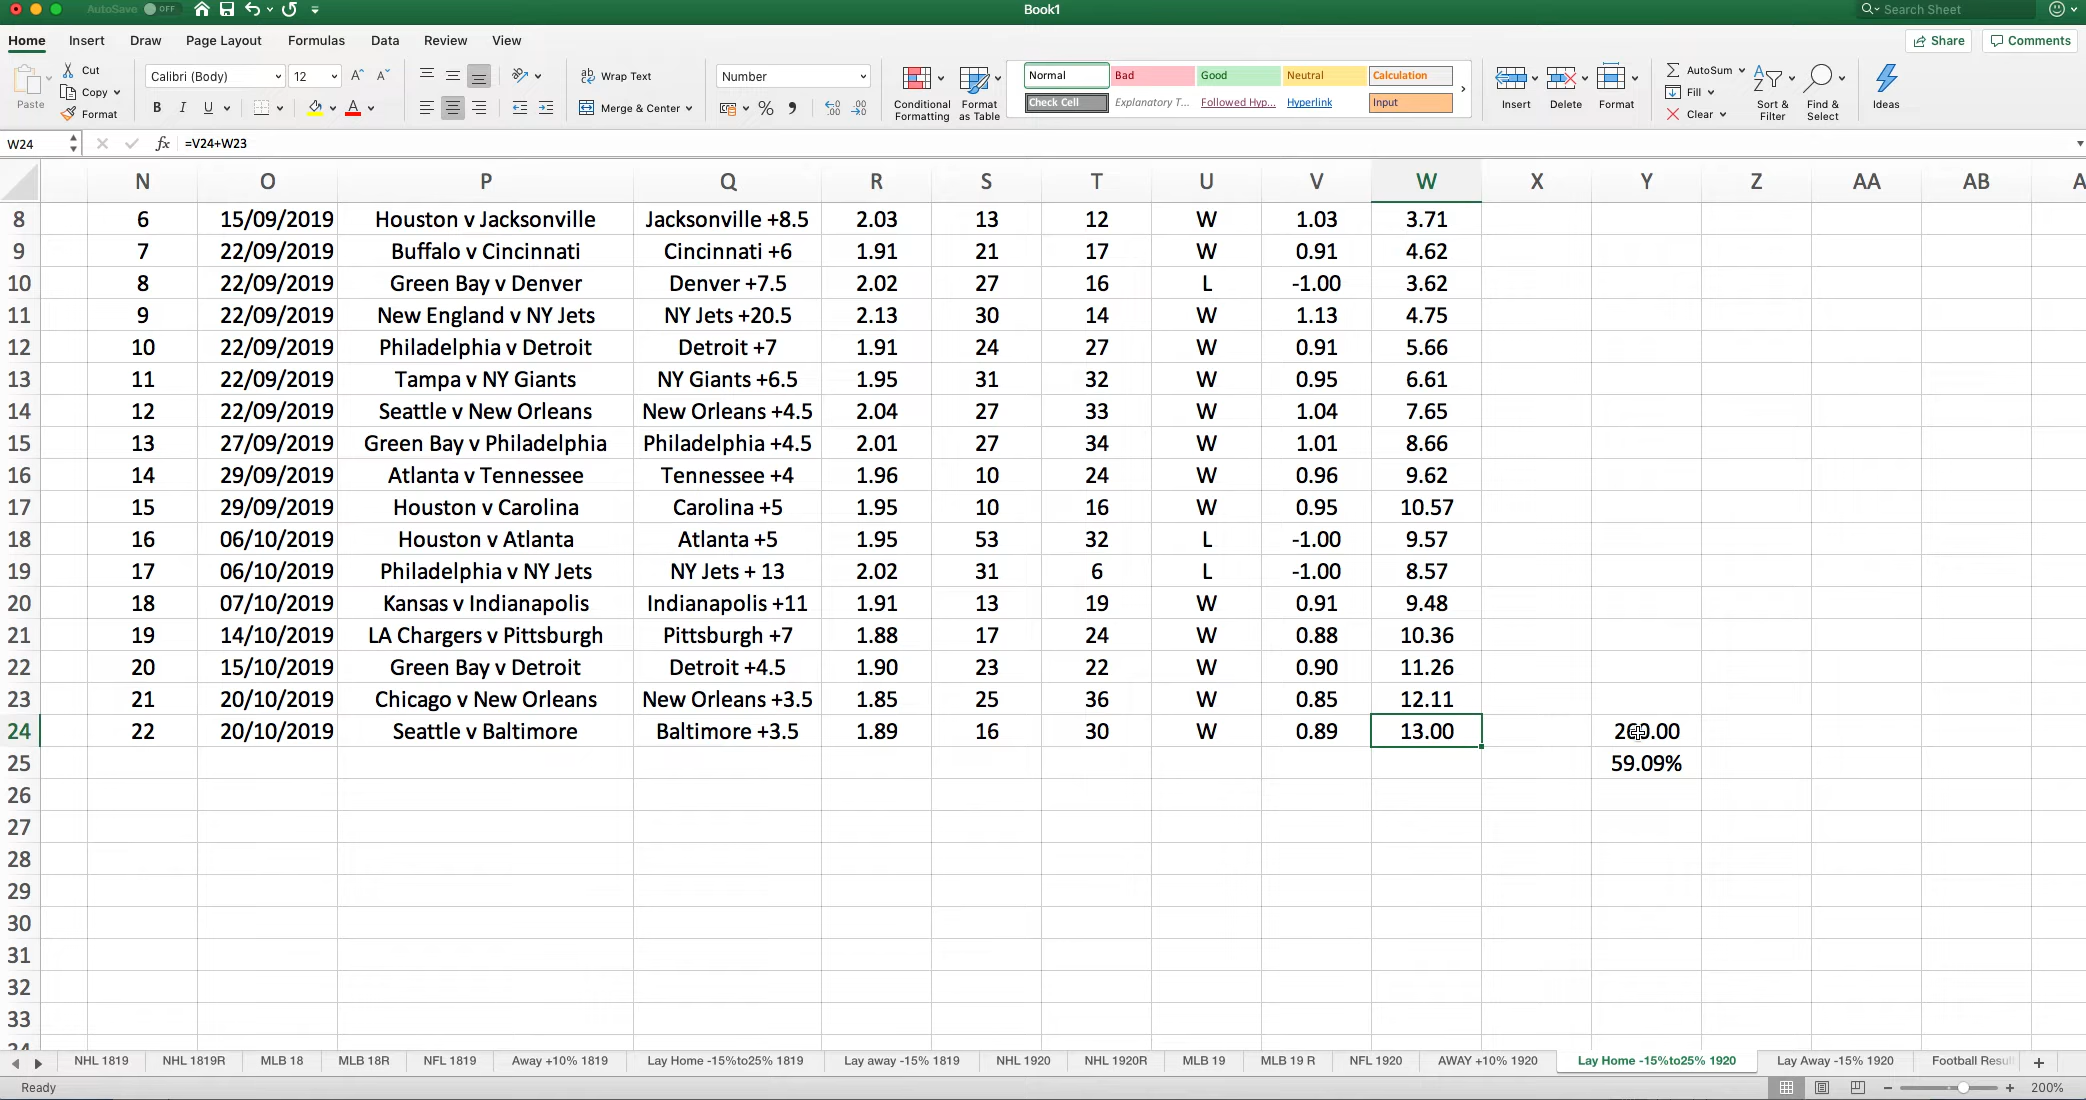 AutoSave OFF Book1 Search Sheet
Home Insert Draw Page Layout Formulas Data Review View Share Comments
Paste Cut Copy Format
Calibri (Body) 12
B I U
Wrap Text
Merge & Center
Number
Conditional Formatting
Format as Table
Normal Bad Good Neutral Calculation
Check Cell Explanatory T... Followed Hyp... Hyperlink Input
Insert Delete Format
AutoSum
Fill
Clear
Sort & Filter
Find & Select
Ideas
W24 fx =V24+W23
N O P Q R S T U V W X Y Z AA AB
8 6 15/09/2019 Houston v Jacksonville Jacksonville +8.5 2.03 13 12 W 1.03 3.71
9 7 22/09/2019 Buffalo v Cincinnati Cincinnati +6 1.91 21 17 W 0.91 4.62
10 8 22/09/2019 Green Bay v Denver Denver +7.5 2.02 27 16 L -1.00 3.62
11 9 22/09/2019 New England v NY Jets NY Jets +20.5 2.13 30 14 W 1.13 4.75
12 10 22/09/2019 Philadelphia v Detroit Detroit +7 1.91 24 27 W 0.91 5.66
13 11 22/09/2019 Tampa v NY Giants NY Giants +6.5 1.95 31 32 W 0.95 6.61
14 12 22/09/2019 Seattle v New Orleans New Orleans +4.5 2.04 27 33 W 1.04 7.65
15 13 27/09/2019 Green Bay v Philadelphia Philadelphia +4.5 2.01 27 34 W 1.01 8.66
16 14 29/09/2019 Atlanta v Tennessee Tennessee +4 1.96 10 24 W 0.96 9.62
17 15 29/09/2019 Houston v Carolina Carolina +5 1.95 10 16 W 0.95 10.57
18 16 06/10/2019 Houston v Atlanta Atlanta +5 1.95 53 32 L -1.00 9.57
19 17 06/10/2019 Philadelphia v NY Jets NY Jets + 13 2.02 31 6 L -1.00 8.57
20 18 07/10/2019 Kansas v Indianapolis Indianapolis +11 1.91 13 19 W 0.91 9.48
21 19 14/10/2019 LA Chargers v Pittsburgh Pittsburgh +7 1.88 17 24 W 0.88 10.36
22 20 15/10/2019 Green Bay v Detroit Detroit +4.5 1.90 23 22 W 0.90 11.26
23 21 20/10/2019 Chicago v New Orleans New Orleans +3.5 1.85 25 36 W 0.85 12.11
24 22 20/10/2019 Seattle v Baltimore Baltimore +3.5 1.89 16 30 W 0.89 13.00
25 59.09%
26
27
28
29
30
31
32
33
NHL 1819 NHL 1819R MLB 18 MLB 18R NFL 1819 Away +10% 1819 Lay Home -15%to25% 1819 Lay away -15% 1819 NHL 1920 NHL 1920R MLB 19 MLB 19 R NFL 1920 AWAY +10% 1920 Lay Home -15%to25% 1920 Lay Away -15% 1920 Football
Ready 200%